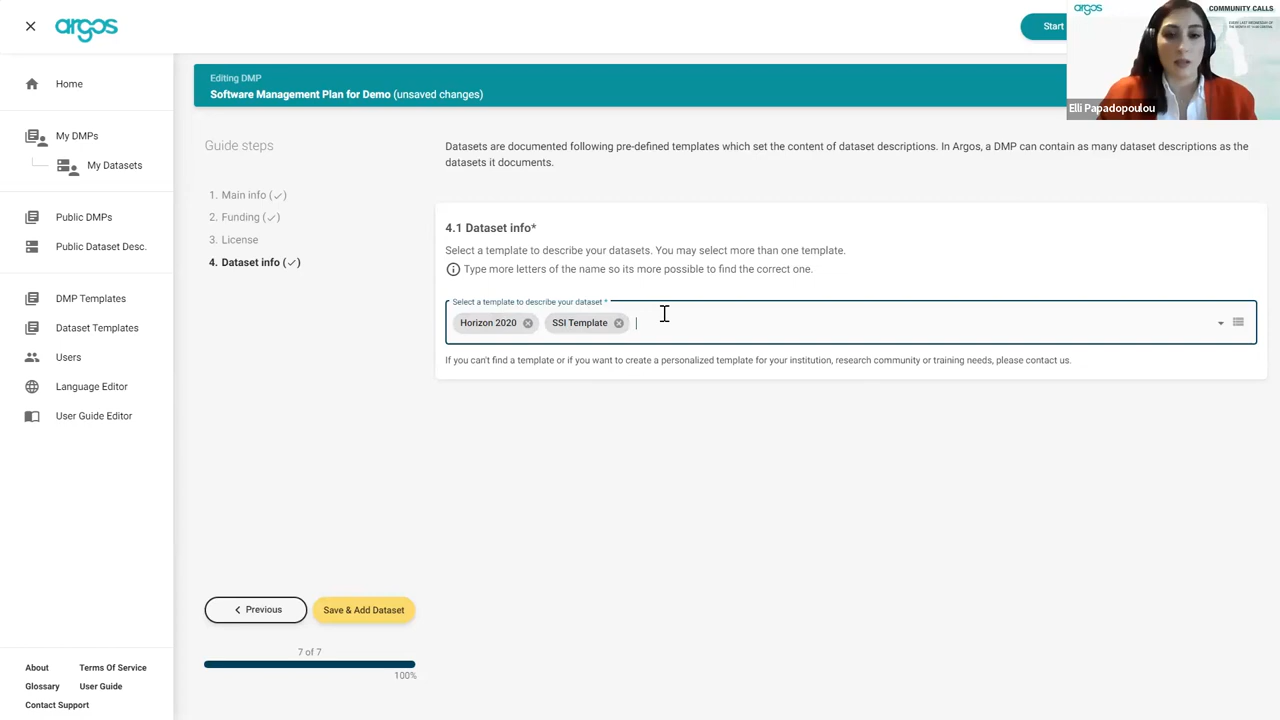 argos
Home
My DMPs
My Datasets
Public DMPs
Public Dataset Desc.
DMP Templates
Dataset Templates
Users
Language Editor
User Guide Editor
About
Terms Of Service
Glossary
User Guide
Contact Support
Start
Editing DMP
Software Management Plan for Demo (unsaved changes)
Guide steps
1. Main info (✓)
2. Funding (✓)
3. License
4. Dataset info (✓)
Previous
Save & Add Dataset
7 of 7
100%
Datasets are documented following pre-defined templates which set the content of dataset descriptions. In Argos, a DMP can contain as many dataset descriptions as the
datasets it documents.
4.1 Dataset info*
Select a template to describe your datasets. You may select more than one template.
Type more letters of the name so its more possible to find the correct one.
Select a template to describe your dataset *
Horizon 2020
SSI Template
If you can't find a template or if you want to create a personalized template for your institution, research community or training needs, please contact us.
argos
COMMUNITY CALLS
Elli Papadopoulou